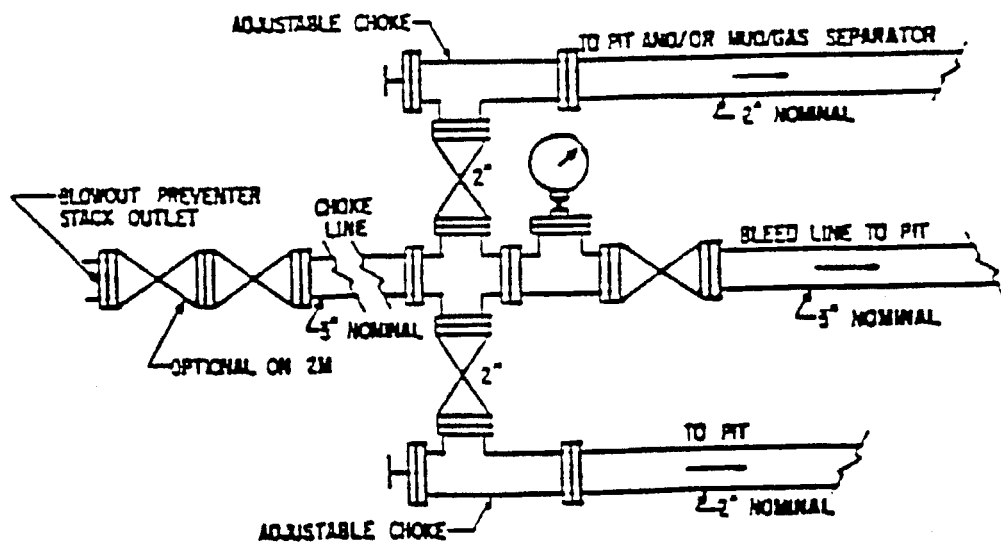 ADJUSTABLE CHOKE
TO PIT AND/OR MUD/GAS SEPARATOR
2" NOMINAL
2"
BLOWOUT PREVENTER
STACK OUTLET
CHOKE
LINE
BLEED LINE TO PIT
3" NOMINAL
3" NOMINAL
OPTIONAL ON 2M
2"
TO PIT
2" NOMINAL
ADJUSTABLE CHOKE